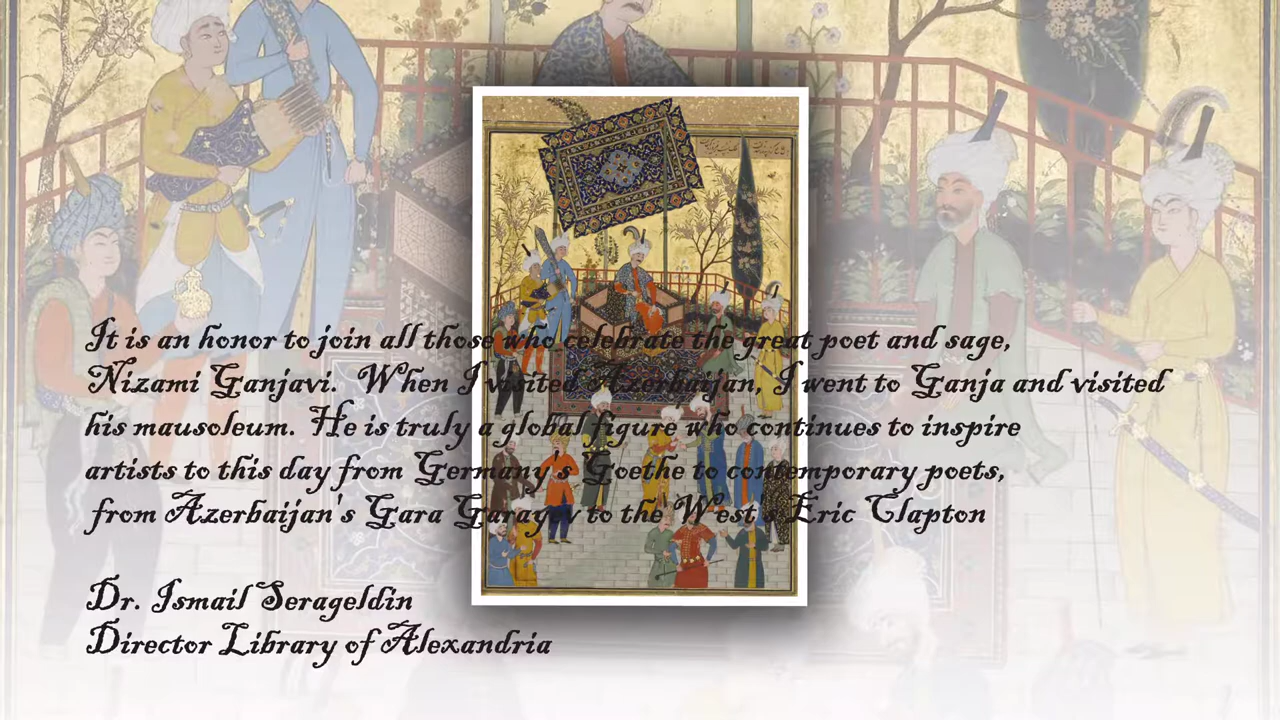 It is an honor to join all those who celebrate the great poet and sage,
Nizami Ganjavi. When I visited Azerbaijan, I went to Ganja and visited
his mausoleum. He is truly a global figure who continues to inspire
artists to this day from Germany's Goethe to contemporary poets,
from Azerbaijan's Gara Garayev to the West Eric Clapton
Dr. Ismail Serageldin
Director Library of Alexandria